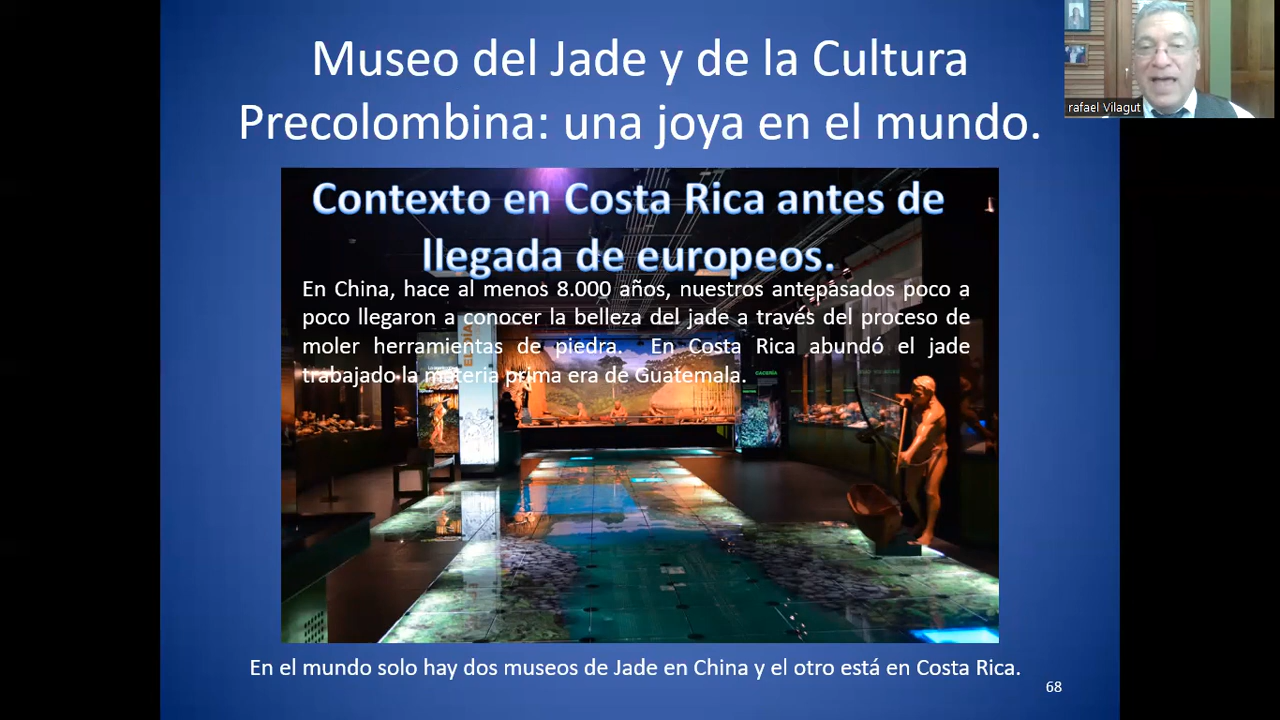 Museo del Jade y de la Cultura
Precolombina: una joya en el mundo.
rafael Vilagut
Contexto en Costa Rica antes de
llegada de europeos.
En China, hace al menos 8.000 años, nuestros antepasados poco a
poco llegaron a conocer la belleza del jade a través del proceso de
moler herramientas de piedra. En Costa Rica abundó el jade
trabajado la materia prima era de Guatemala.
CACERÍA
En el mundo solo hay dos museos de Jade en China y el otro está en Costa Rica.
68